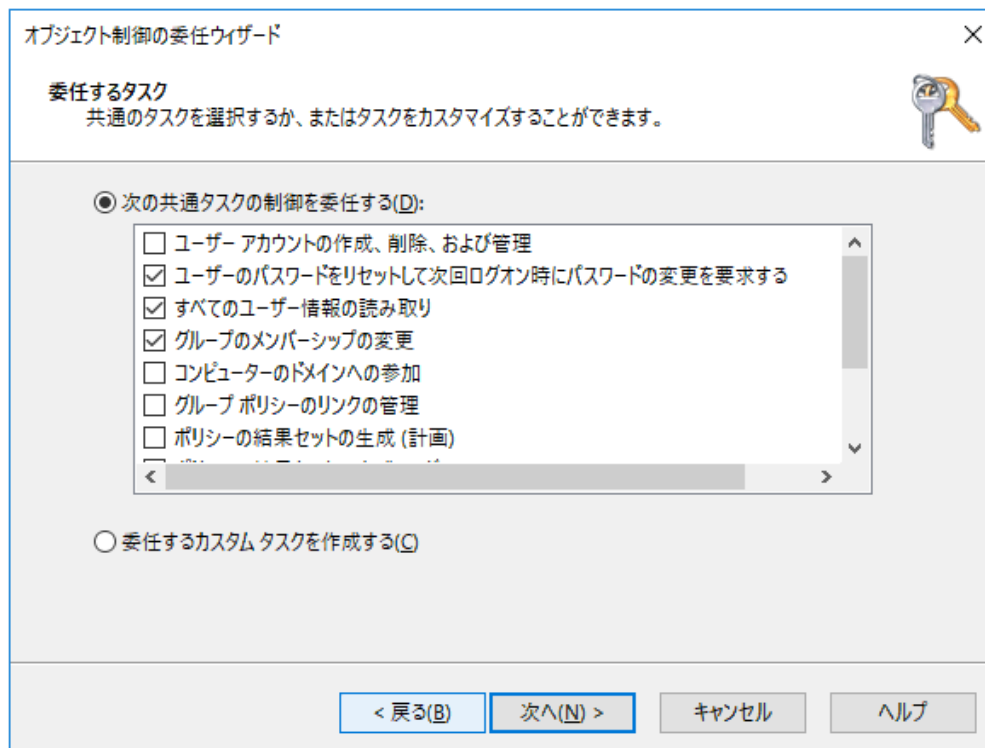 オブジェクト制御の委任ウィザード
委任するタスク
共通のタスクを選択するか、またはタスクをカスタマイズすることができます。
次の共通タスクの制御を委任する(D):
ユーザー アカウントの作成、削除、および管理
ユーザーのパスワードをリセットして次回ログオン時にパスワードの変更を要求する
すべてのユーザー情報の読み取り
グループのメンバーシップの変更
コンピューターのドメインへの参加
グループ ポリシーのリンクの管理
ポリシーの結果セットの生成 (計画)
委任するカスタム タスクを作成する(C)
< 戻る(B)
次へ(N) >
キャンセル
ヘルプ